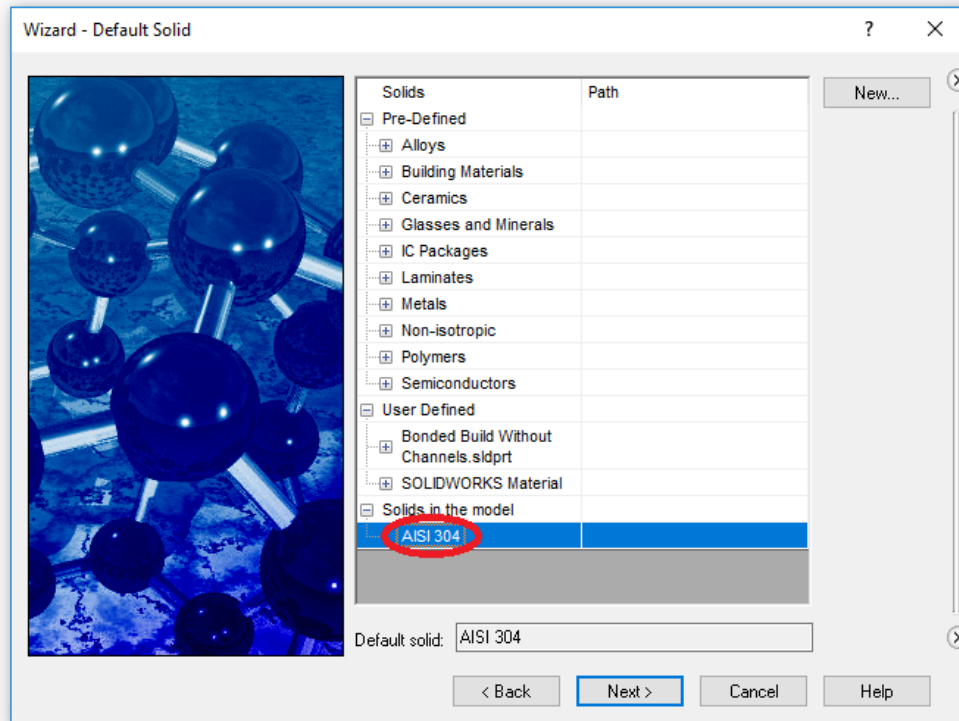 Wizard - Default Solid
?
Solids Path
New...
Pre-Defined
Alloys
Building Materials
Ceramics
Glasses and Minerals
IC Packages
Laminates
Metals
Non-isotropic
Polymers
Semiconductors
User Defined
Bonded Build Without
Channels.sldprt
SOLIDWORKS Material
Solids in the model
AISI 304
Default solid: AISI 304
< Back Next > Cancel Help